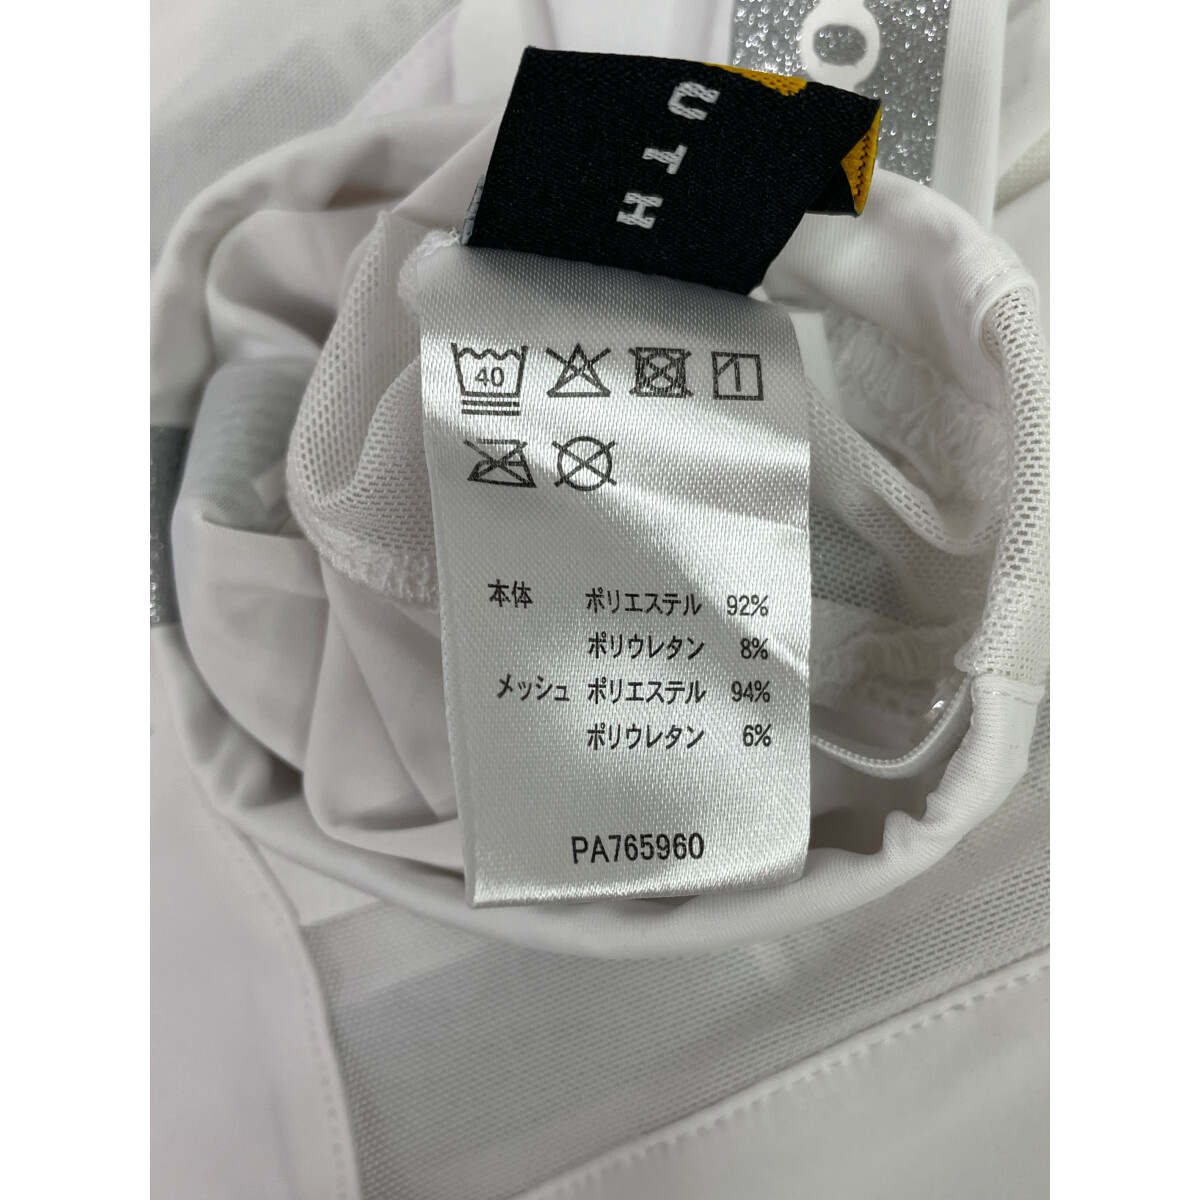 UTH
40
本体 ポリエステル 92%
ポリウレタン 8%
メッシュ ポリエステル 94%
ポリウレタン 6%
PA765960